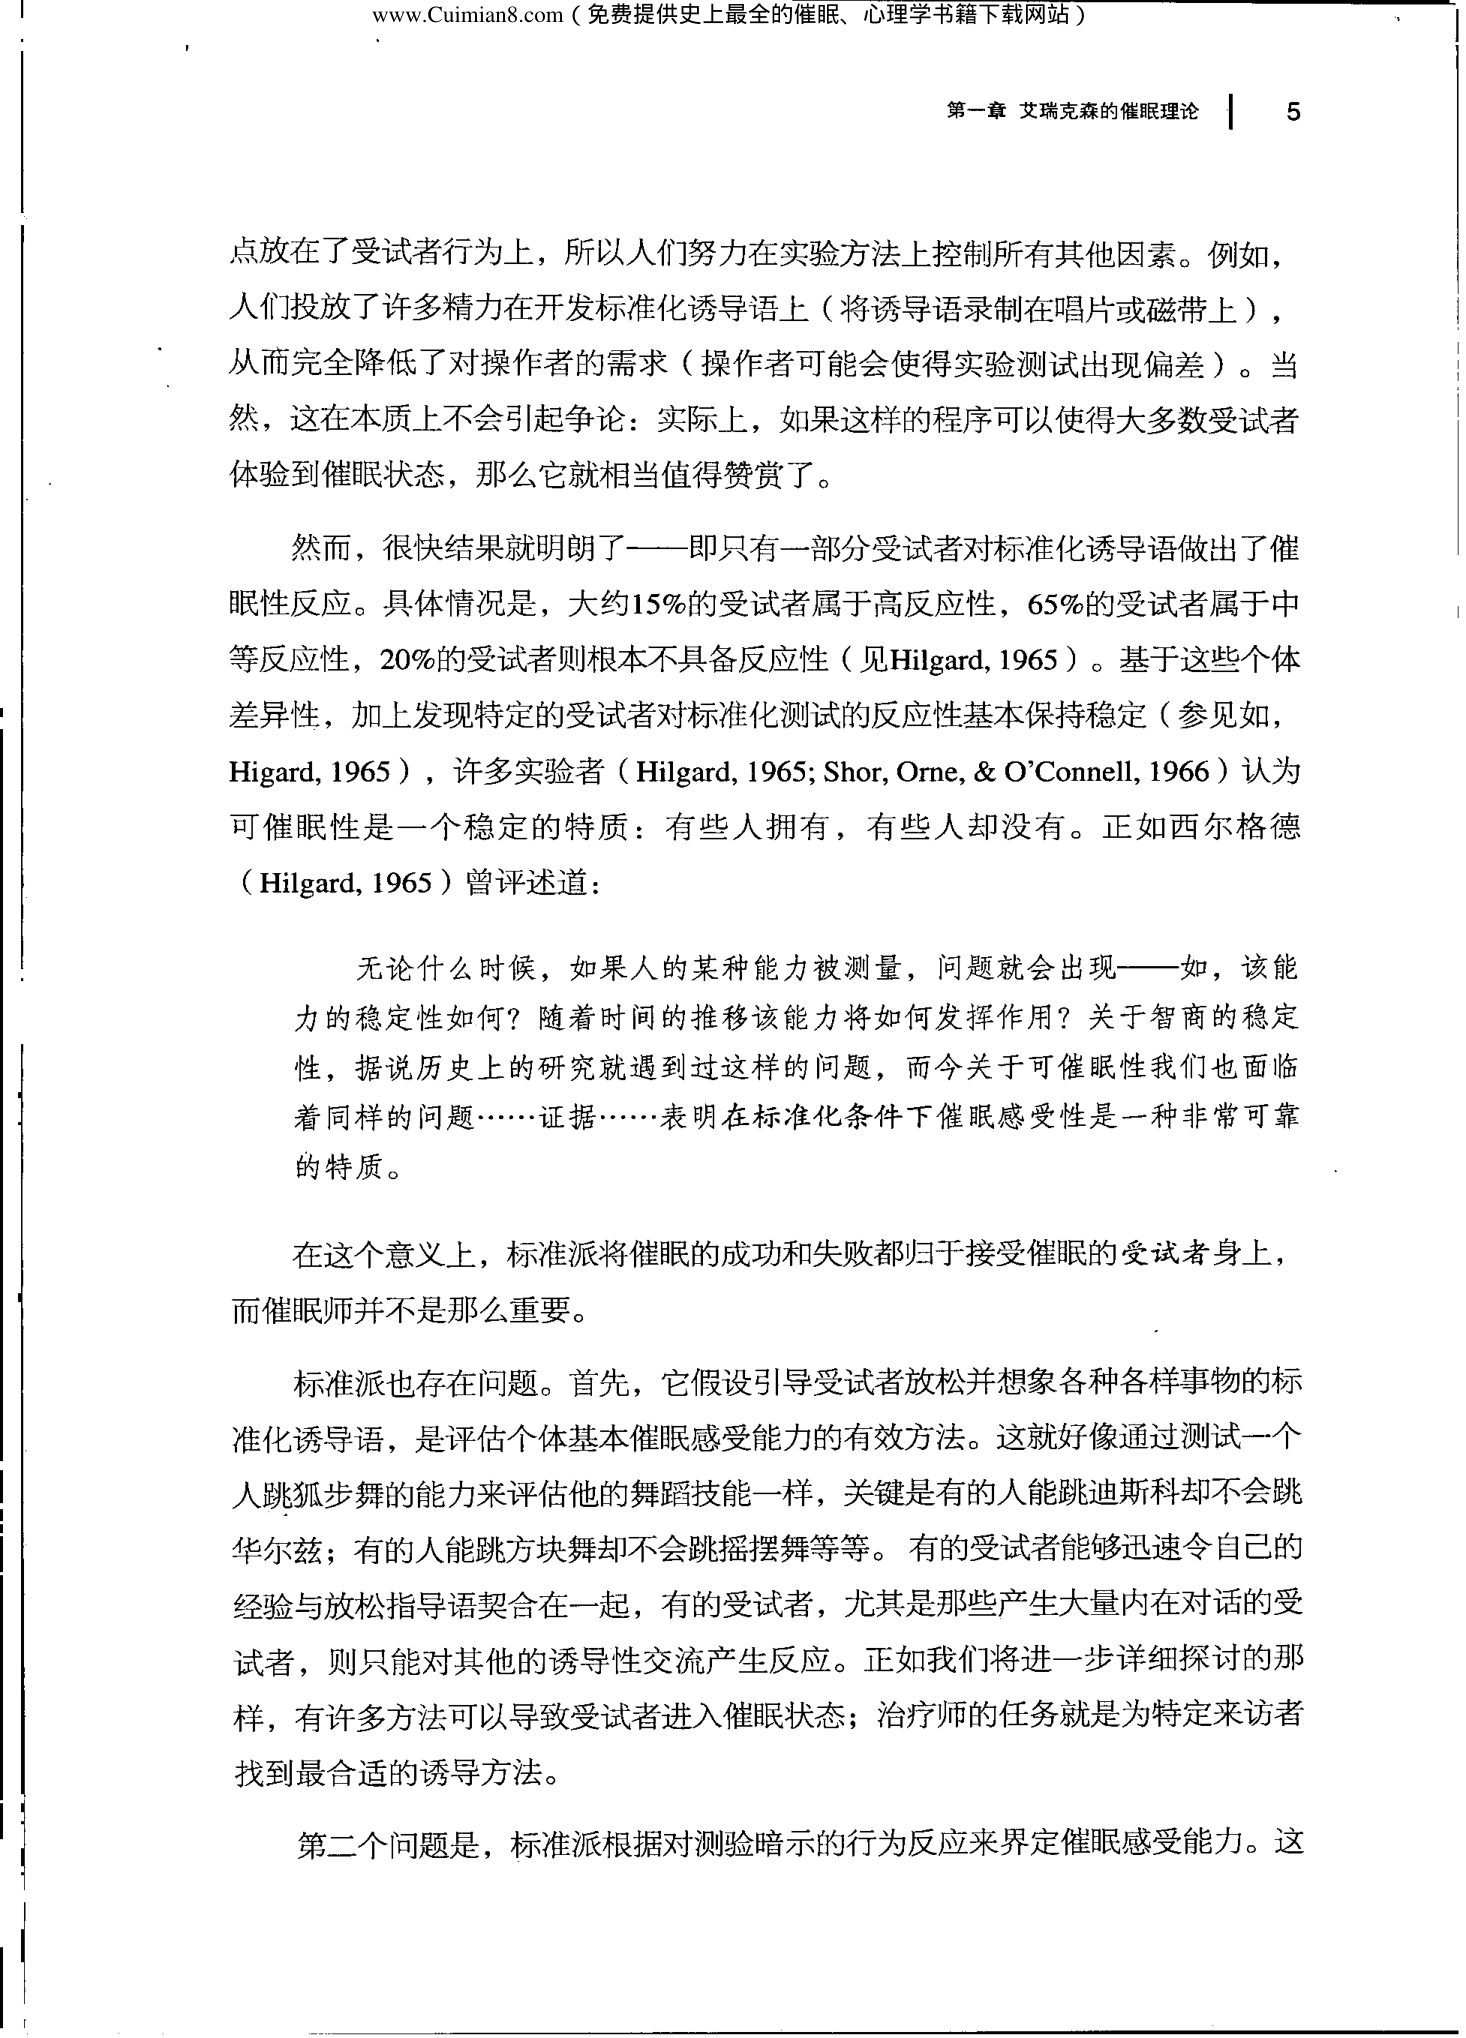 www.Cuimian8.com（免费提供史上最全的催眠、心理学书籍下载网站）
第一章 艾瑞克森的催眠理论 5
点放在了受试者行为上，所以人们努力在实验方法上控制所有其他因素。例如，
人们投放了许多精力在开发标准化诱导语上（将诱导语录制在唱片或磁带上），
从而完全降低了对操作者的需求（操作者可能会使得实验测试出现偏差）。当
然，这在本质上不会引起争论：实际上，如果这样的程序可以使得大多数受试者
体验到催眠状态，那么它就相当值得赞赏了。
然而，很快结果就明朗了——即只有一部分受试者对标准化诱导语做出了催
眠性反应。具体情况是，大约15%的受试者属于高反应性，65%的受试者属于中
等反应性，20%的受试者则根本不具备反应性（见Hilgard, 1965）。基于这些个体
差异性，加上发现特定的受试者对标准化测试的反应性基本保持稳定（参见如，
Higard, 1965），许多实验者（Hilgard, 1965; Shor, Orne, & O’Connell, 1966）认为
可催眠性是一个稳定的特质：有些人拥有，有些人却没有。正如西尔格德
（Hilgard, 1965）曾评述道：
无论什么时候，如果人的某种能力被测量，问题就会出现——如，该能
力的稳定性如何？随着时间的推移该能力将如何发挥作用？关于智商的稳定
性，据说历史上的研究就遇到过这样的问题，而今关于可催眠性我们也面临
着同样的问题……证据……表明在标准化条件下催眠感受性是一种非常可靠
的特质。
在这个意义上，标准派将催眠的成功和失败都归于接受催眠的受试者身上，
而催眠师并不是那么重要。
标准派也存在问题。首先，它假设引导受试者放松并想象各种各样事物的标
准化诱导语，是评估个体基本催眠感受能力的有效方法。这就好像通过测试一个
人跳狐步舞的能力来评估他的舞蹈技能一样，关键是有的人能跳迪斯科却不会跳
华尔兹；有的人能跳方块舞却不会跳摇摆舞等等。 有的受试者能够迅速令自己的
经验与放松指导语契合在一起，有的受试者，尤其是那些产生大量内在对话的受
试者，则只能对其他的诱导性交流产生反应。正如我们将进一步详细探讨的那
样，有许多方法可以导致受试者进入催眠状态；治疗师的任务就是为特定来访者
找到最合适的诱导方法。
第二个问题是，标准派根据对测验暗示的行为反应来界定催眠感受能力。这